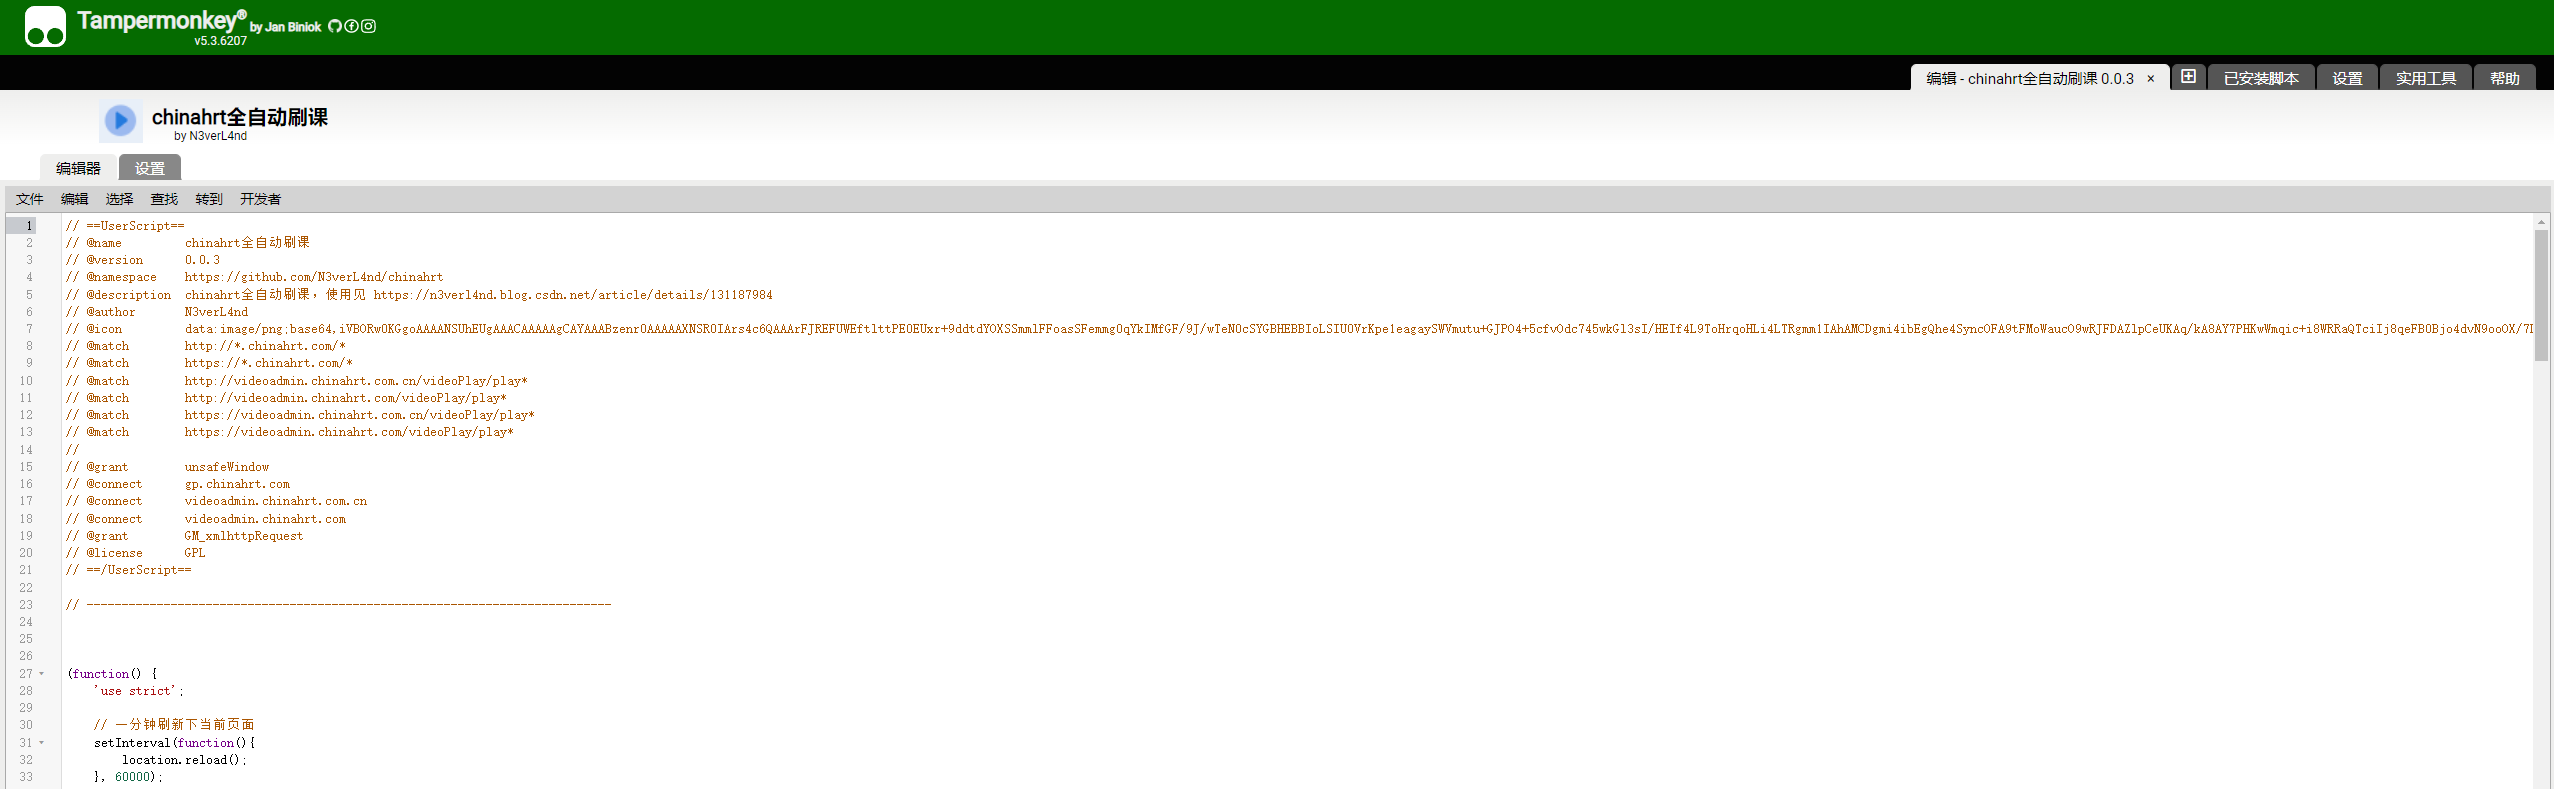 Tampermonkey® by Jan Biniok
v5.3.6207
编辑 - chinahrt全自动刷课 0.0.3 × 已安装脚本 设置 实用工具 帮助
chinahrt全自动刷课
by N3verL4nd
编辑器 设置
文件 编辑 选择 查找 转到 开发者
1 // ==UserScript==
2 // @name chinahrt全自动刷课
3 // @version 0.0.3
4 // @namespace https://github.com/N3verL4nd/chinahrt
5 // @description chinahrt全自动刷课，使用见 https://n3verl4nd.blog.csdn.net/article/details/131187984
6 // @author N3verL4nd
7 // @icon data:image/png;base64,
8 // @match http://*.chinahrt.com/*
9 // @match https://*.chinahrt.com/*
10 // @match http://videoadmin.chinahrt.com.cn/videoPlay/play*
11 // @match http://videoadmin.chinahrt.com/videoPlay/play*
12 // @match https://videoadmin.chinahrt.com.cn/videoPlay/play*
13 // @match https://videoadmin.chinahrt.com/videoPlay/play*
14 //
15 // @grant unsafeWindow
16 // @connect gp.chinahrt.com
17 // @connect videoadmin.chinahrt.com.cn
18 // @connect videoadmin.chinahrt.com
19 // @grant GM_xmlhttpRequest
20 // @license GPL
21 // ==/UserScript==
22
23 // ---------------------------------------------------------------------------
24
25
26
27 (function() {
28 'use strict';
29
30 // 一分钟刷新下当前页面
31 setInterval(function(){
32 location.reload();
33 }, 60000);